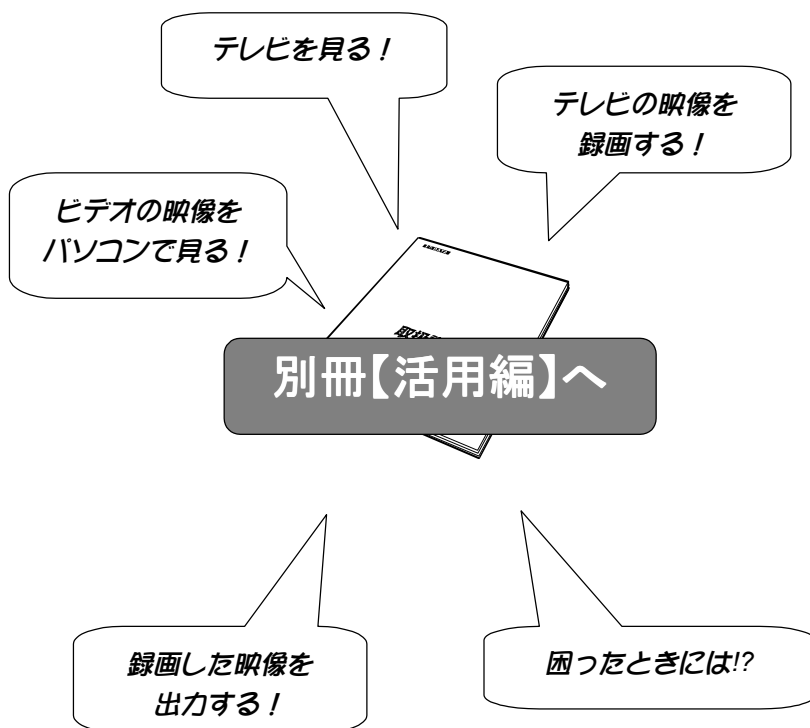 テレビを見る！
テレビの映像を
録画する！
ビデオの映像を
パソコンで見る！
別冊【活用編】へ
録画した映像を
出力する！
困ったときには!?